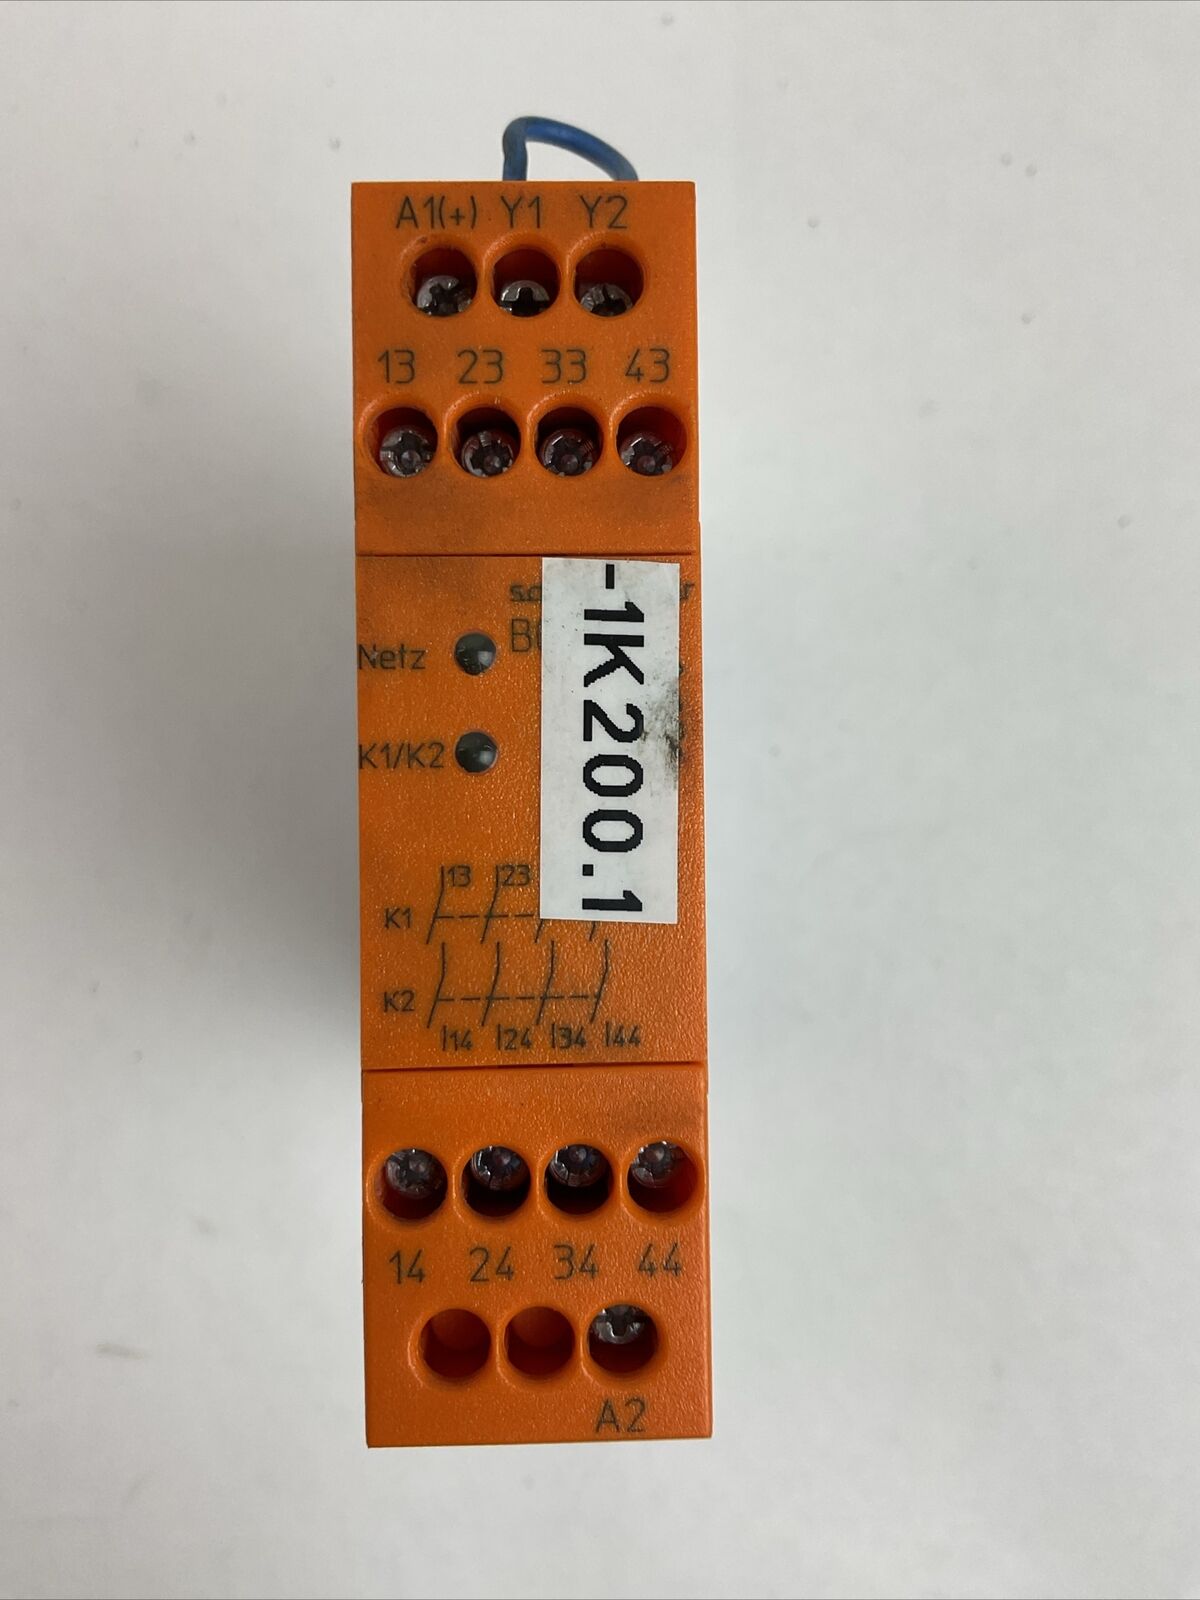 A1(+) Y1 Y2
13 23 33 43
Netz
K1/K2
-1K200.1
13 23
K1
K2
14 24 34 44
14 24 34 44
A2